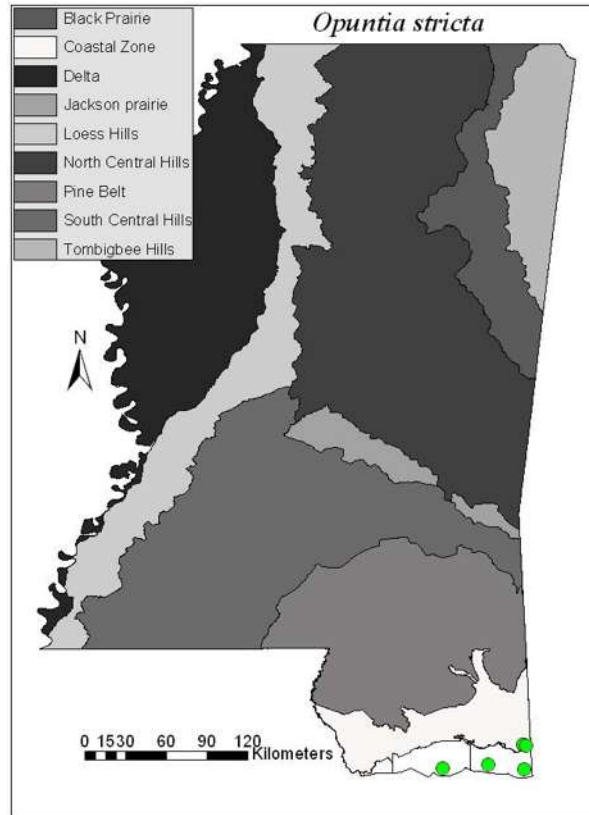 Opuntia stricta
Black Prairie
Coastal Zone
Delta
Jackson prairie
Loess Hills
North Central Hills
Pine Belt
South Central Hills
Tombigbee Hills
N
0 1530 60 90 120
Kilometers